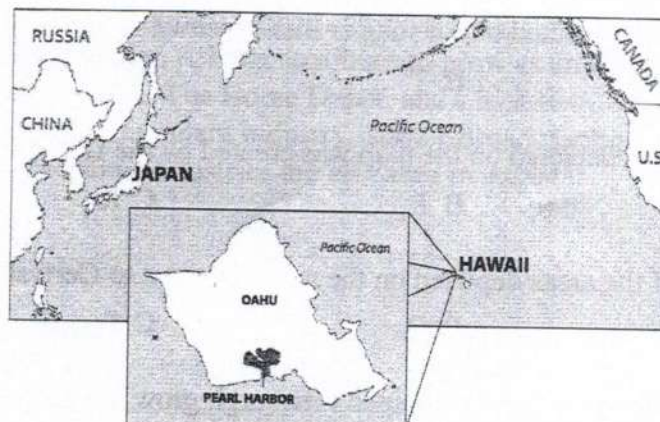 RUSSIA
CANADA
CHINA
Pacific Ocean
U.S
JAPAN
Pacific Ocean
HAWAII
OAHU
PEARL HARBOR